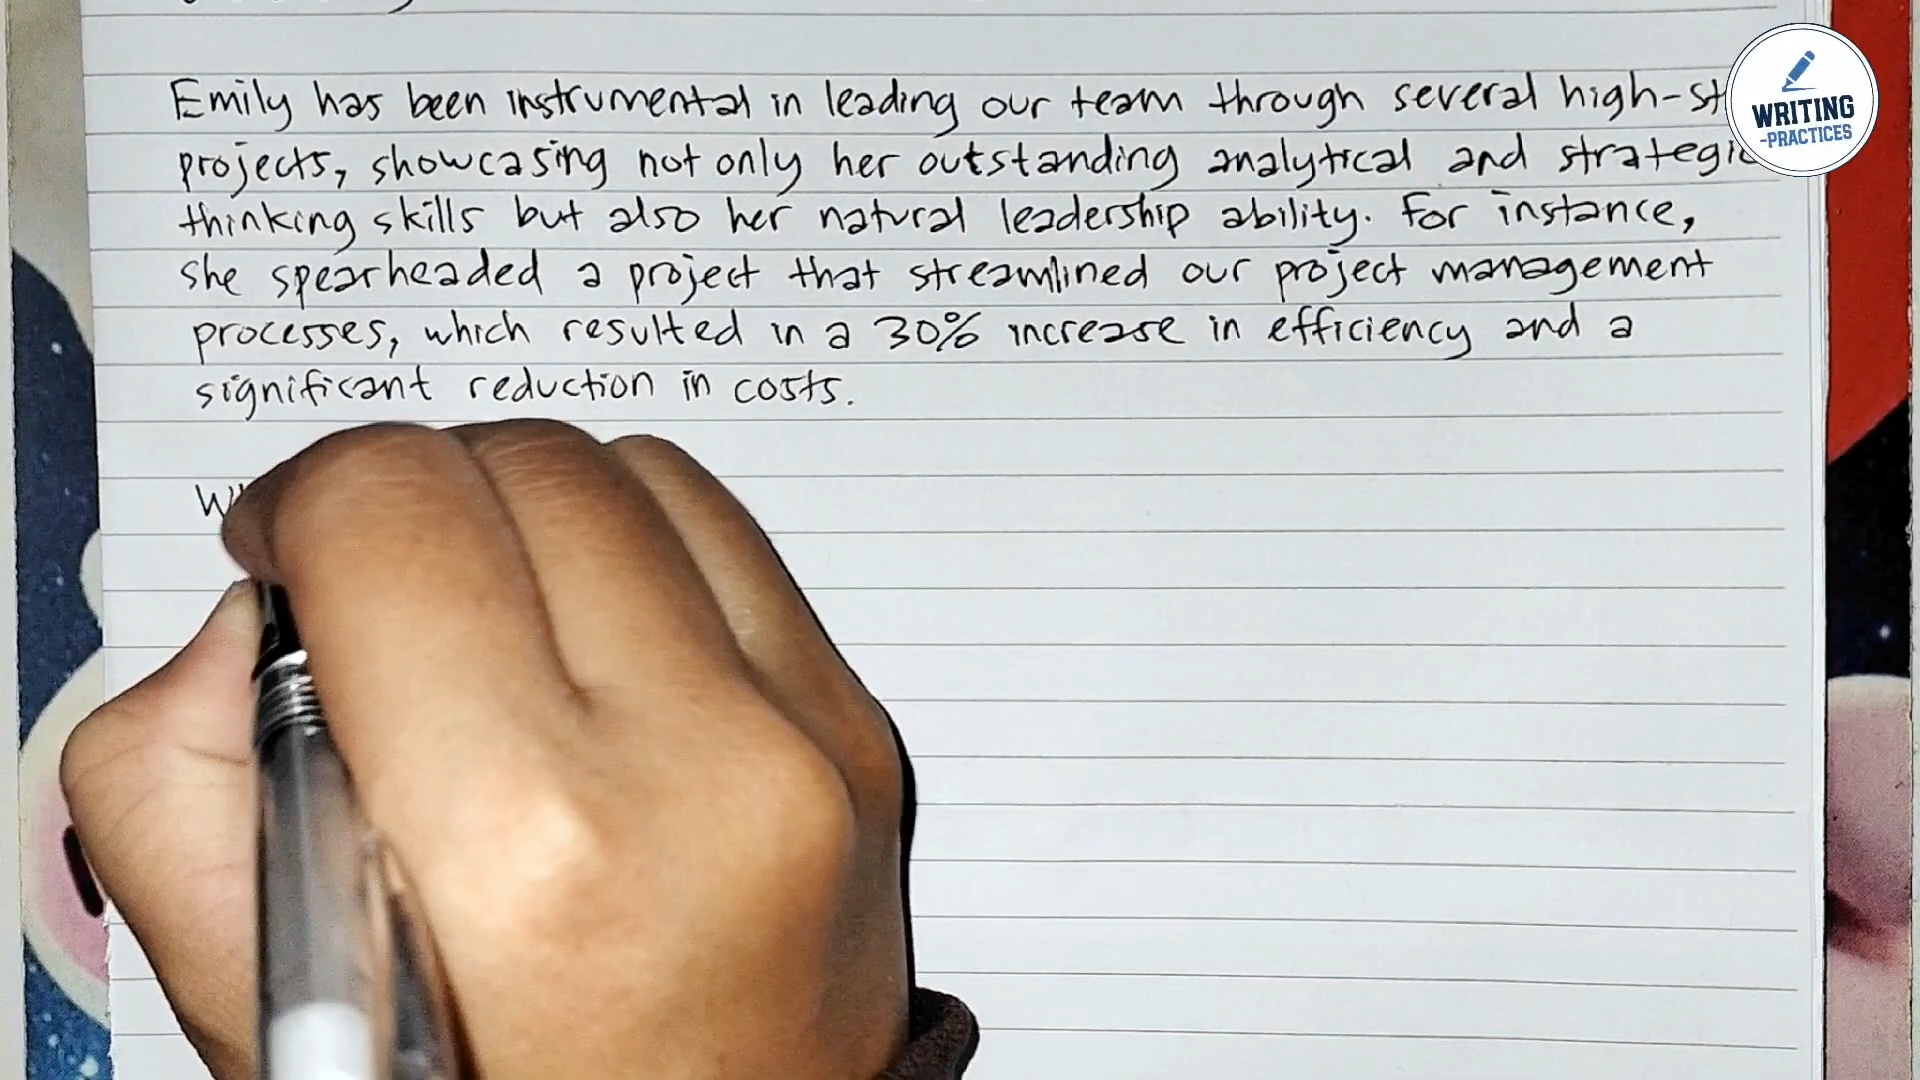 Emily has been instrumental in leading our team through several
projects, showcasing not only her outstanding analytical and strategic
thinking skills but also her natural leadership ability. For instance,
she spearheaded a project that streamlined our project management
processes, which resulted in a 30% increase in efficiency and a
significant reduction in costs.
WRITING
-PRACTICES